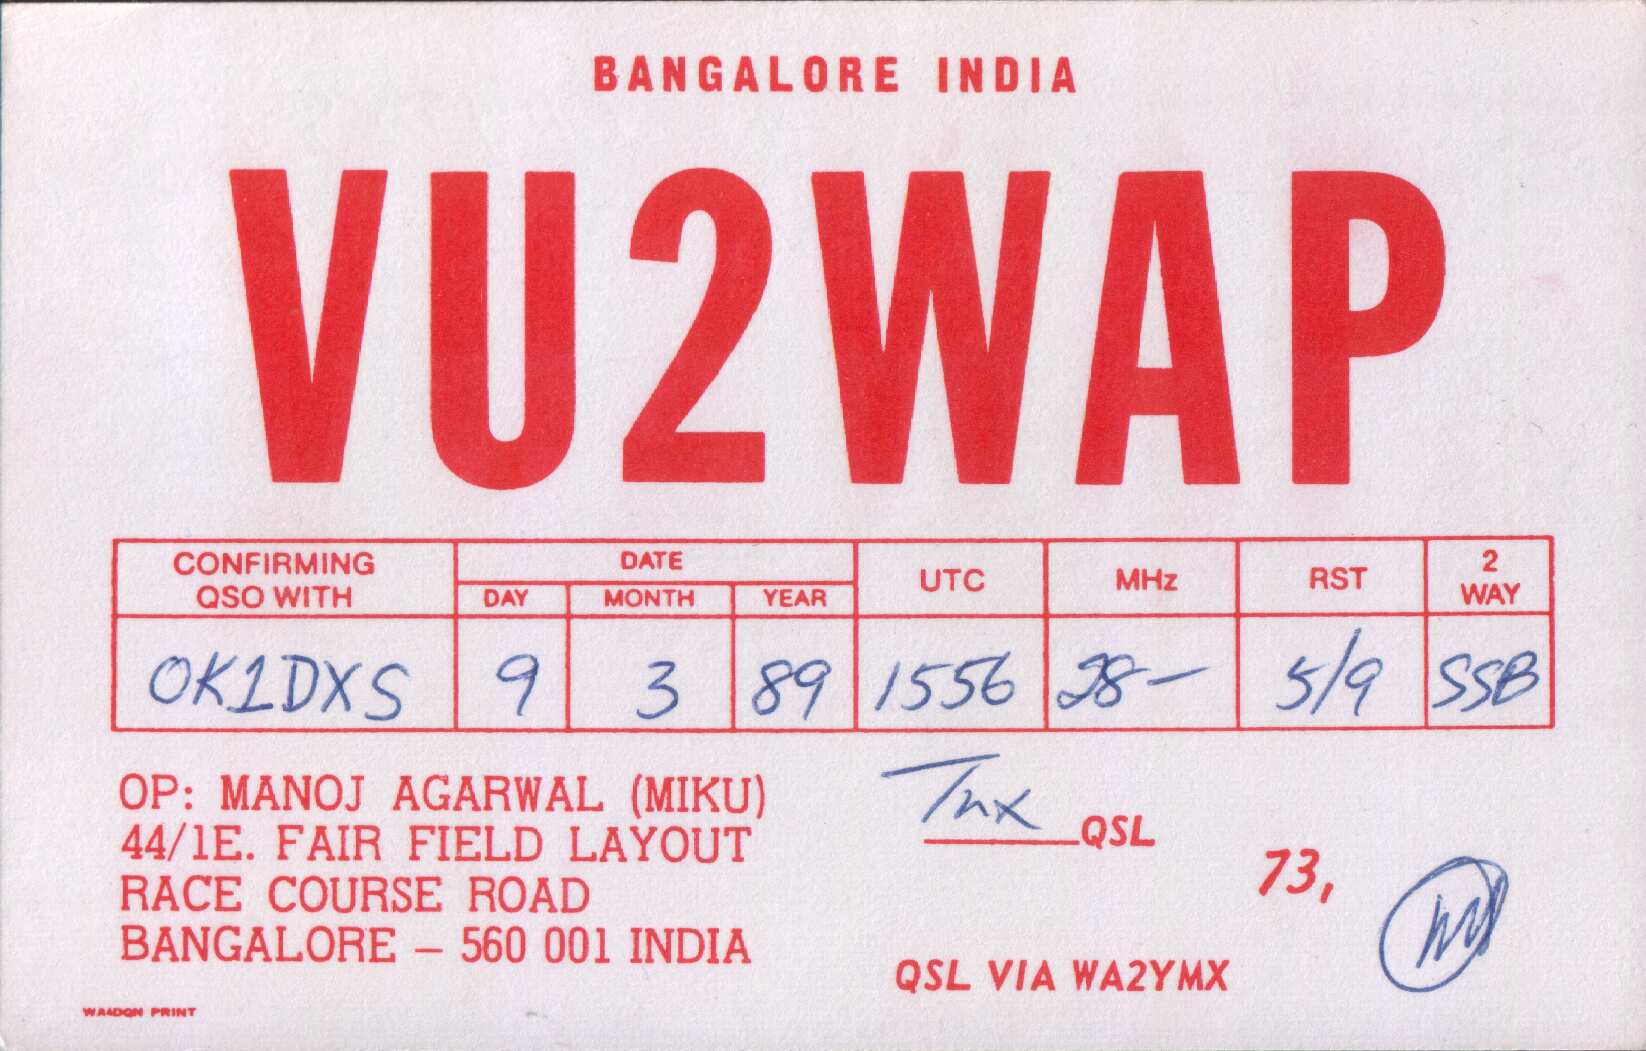 BANGALORE INDIA
VU2WAP
CONFIRMING QSO WITH
DATE
DAY MONTH YEAR
UTC
MHz
RST
2 WAY
OK1DXS 9 3 89 1556 28– 5/9 SSB
OP: MANOJ AGARWAL (MIKU)
44/1E. FAIR FIELD LAYOUT
RACE COURSE ROAD
BANGALORE – 560 001 INDIA
Tnx QSL
73,
QSL VIA WA2YMX
WA4DQN PRINT